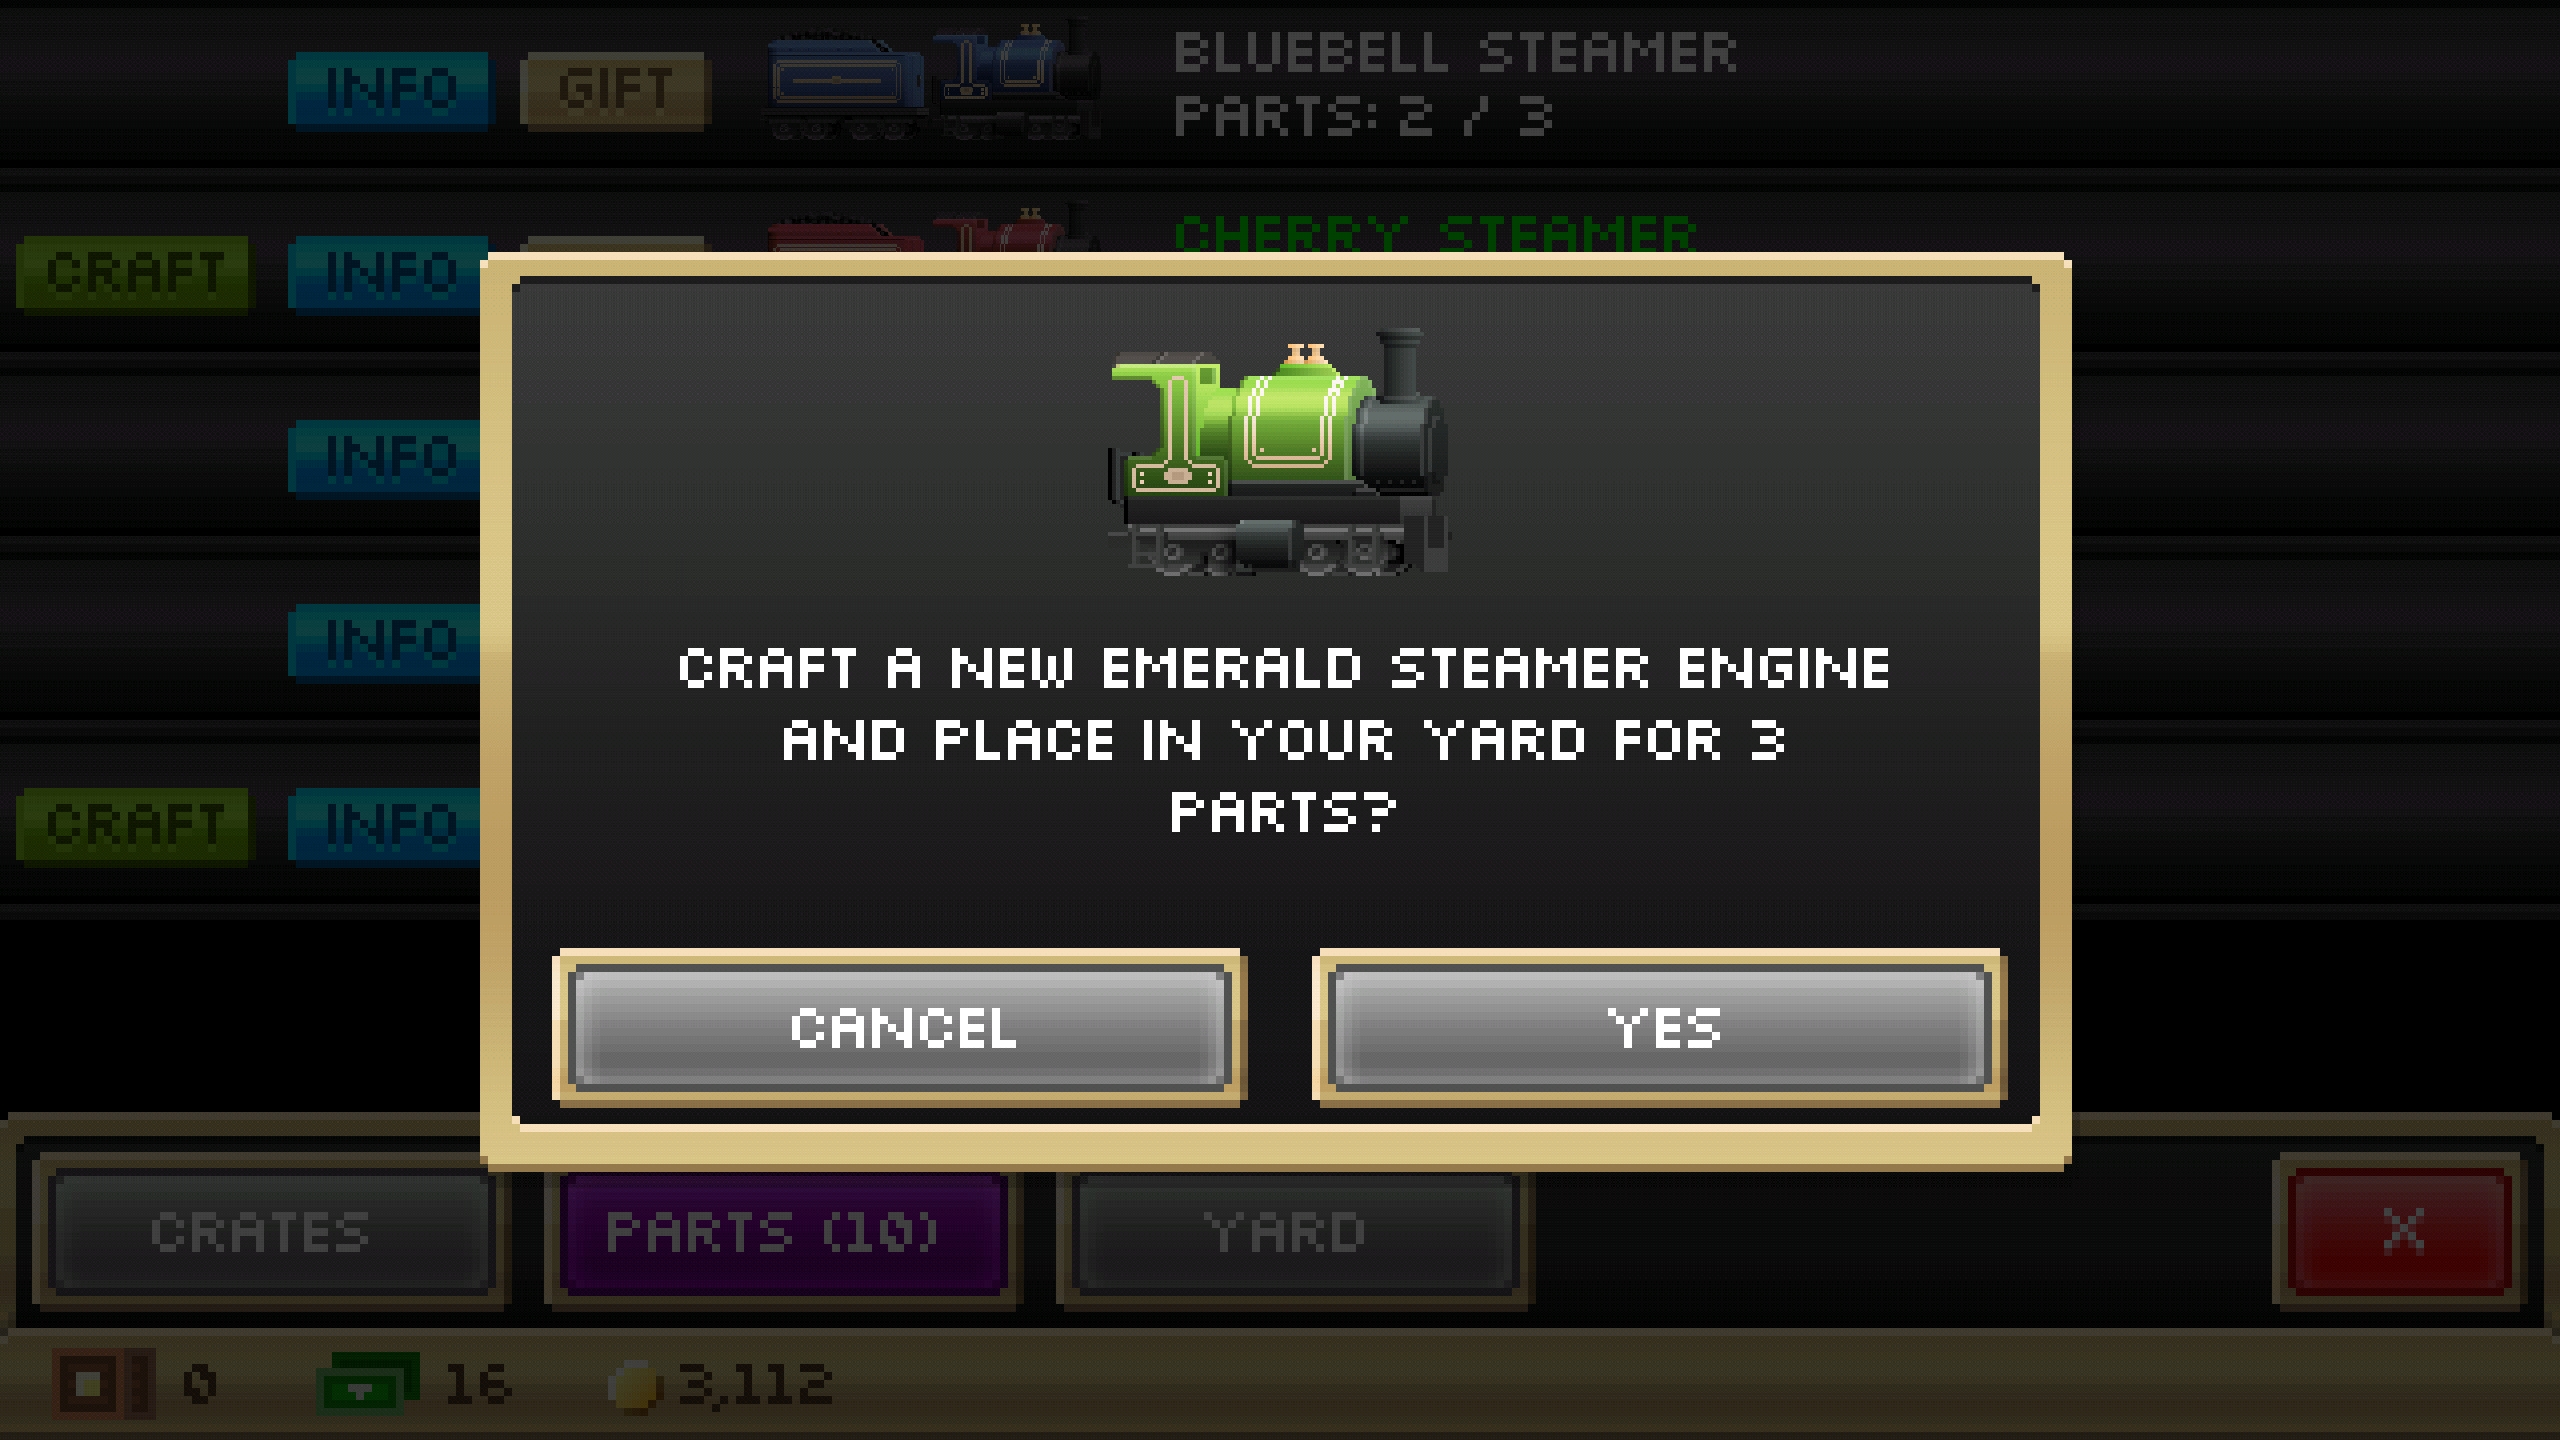 INFO GIFT BLUEBELL STEAMER
PARTS: 2 / 3
CRAFT INFO CHERRY STEAMER
INFO
INFO
CRAFT INFO
CRAFT A NEW EMERALD STEAMER ENGINE
AND PLACE IN YOUR YARD FOR 3
PARTS?
CANCEL YES
CRATES PARTS (10) YARD X
0 16 3,112